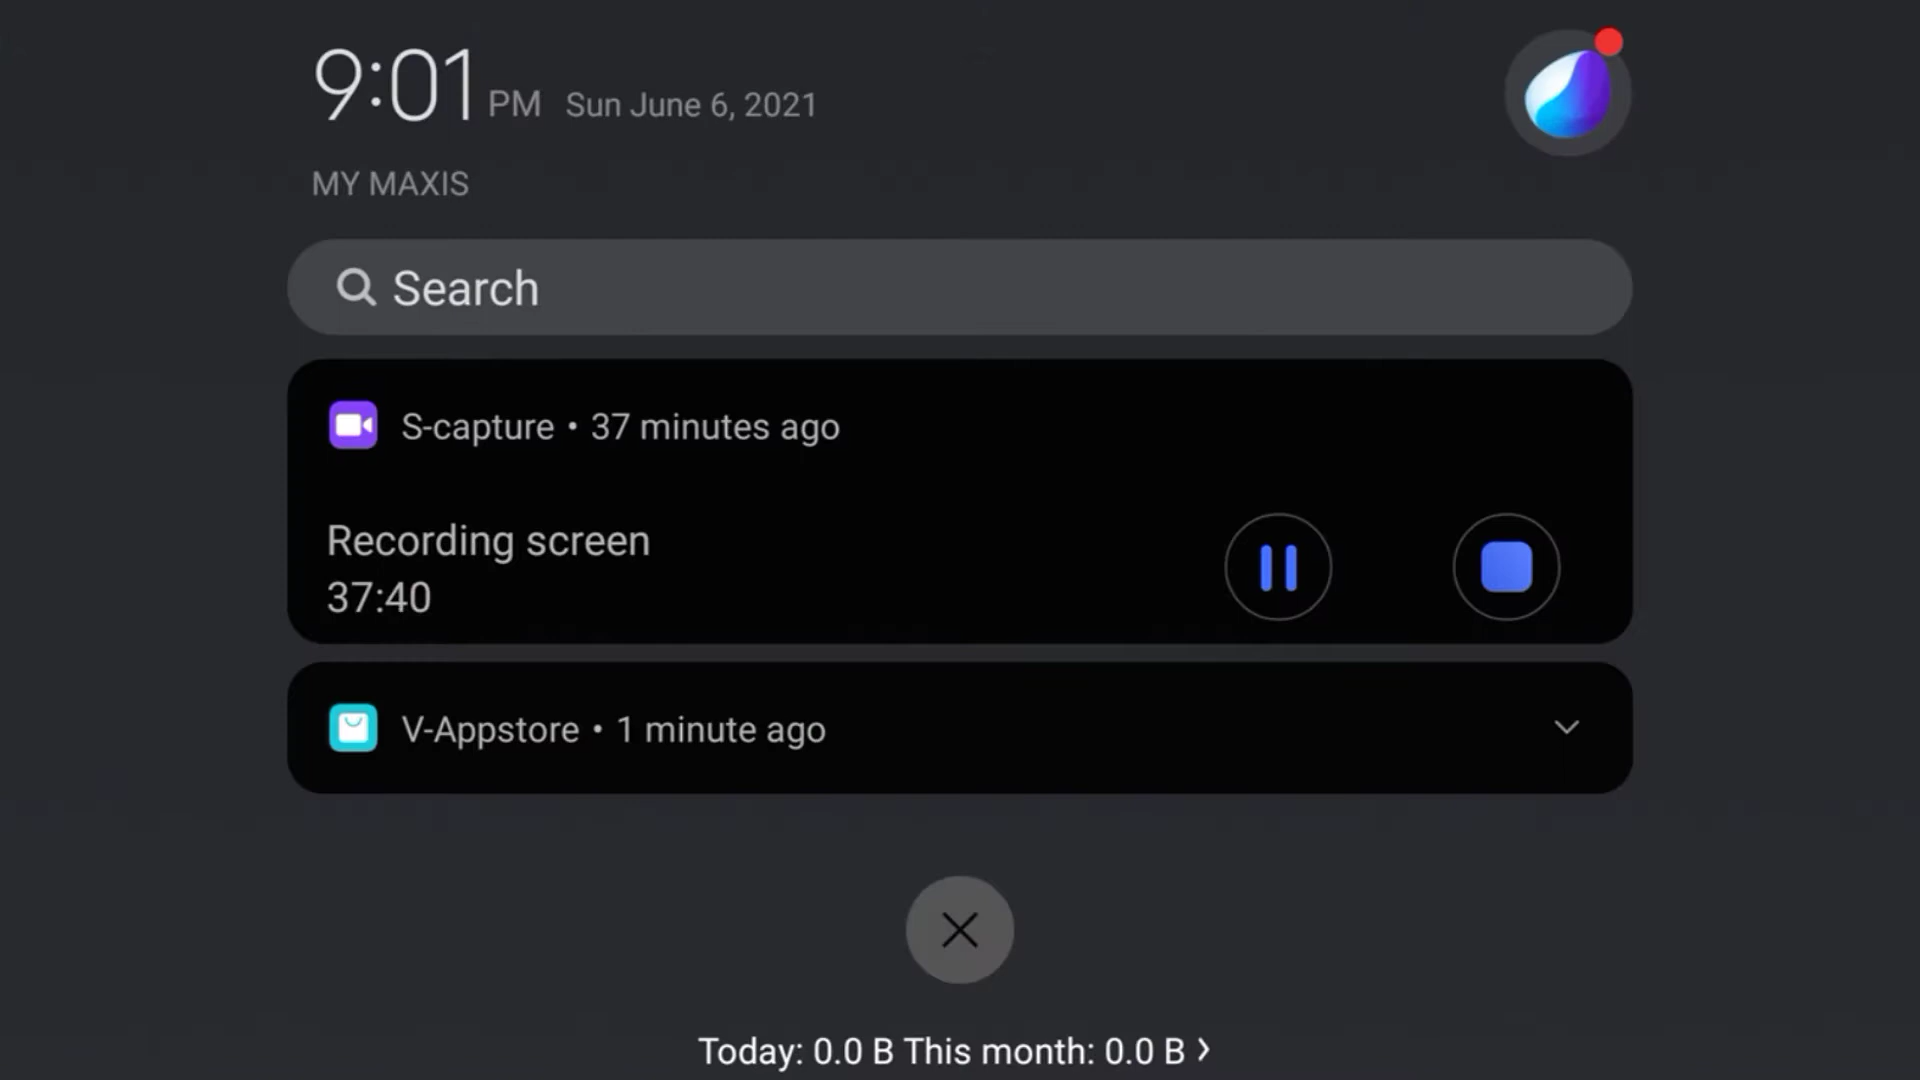 9:01 PM Sun June 6, 2021
MY MAXIS
Search
S-capture • 37 minutes ago
Recording screen
37:40
V-Appstore • 1 minute ago
Today: 0.0 B This month: 0.0 B